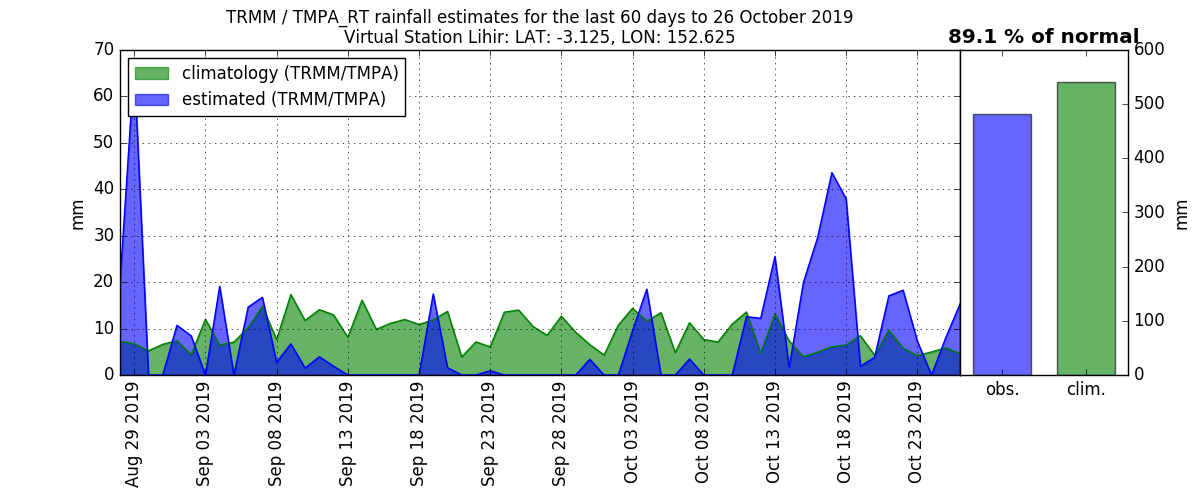 TRMM / TMPA_RT rainfall estimates for the last 60 days to 26 October 2019
Virtual Station Lihir: LAT: -3.125, LON: 152.625
89.1 % of normal
climatology (TRMM/TMPA)
estimated (TRMM/TMPA)
70
60
50
40
30
20
10
0
mm
Aug 29 2019
Sep 03 2019
Sep 08 2019
Sep 13 2019
Sep 18 2019
Sep 23 2019
Sep 28 2019
Oct 03 2019
Oct 08 2019
Oct 13 2019
Oct 18 2019
Oct 23 2019
obs.
clim.
600
500
400
300
200
100
0
mm